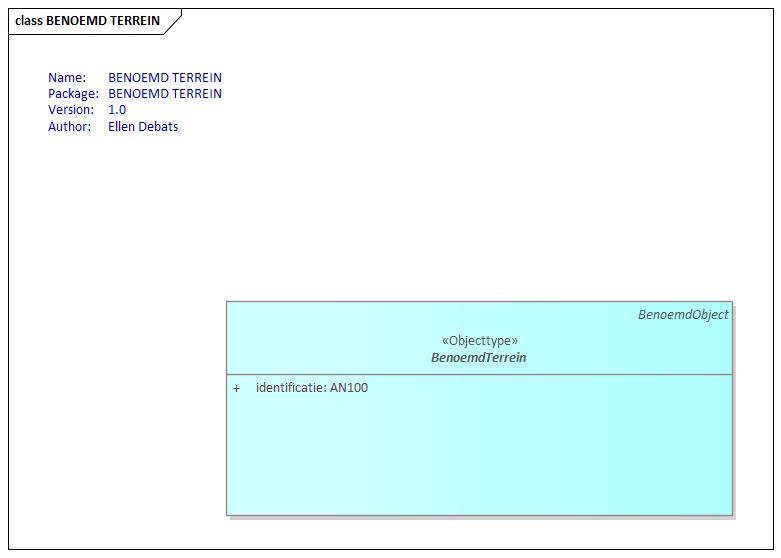 class BENOEMD TERREIN
Name: BENOEMD TERREIN
Package: BENOEMD TERREIN
Version: 1.0
Author: Ellen Debats
BenoemdObject
«Objecttype»
BenoemdTerrein
+ identificatie: AN100